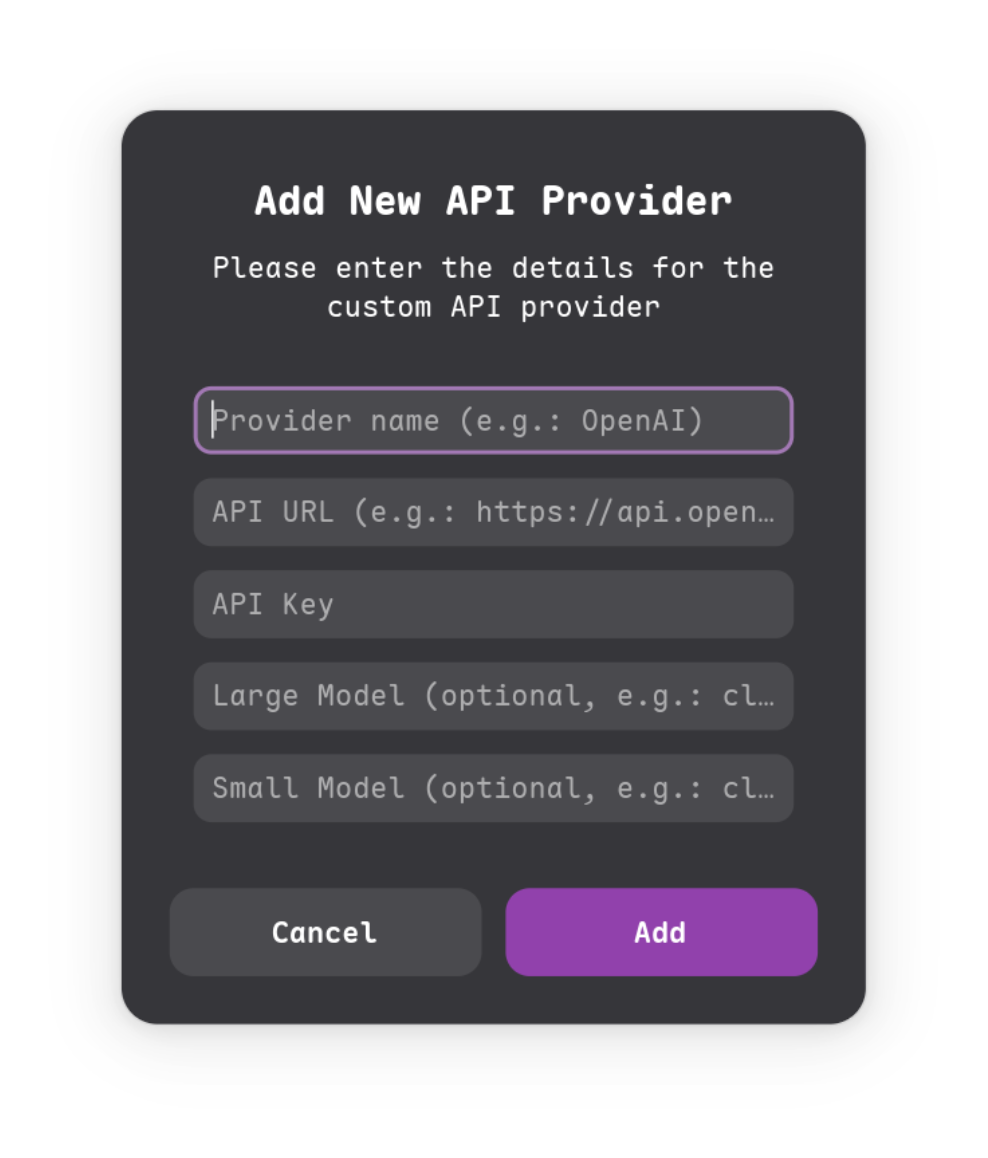 Add New API Provider
Please enter the details for the
custom API provider
Provider name (e.g.: OpenAI)
API URL (e.g.: https://api.open…
API Key
Large Model (optional, e.g.: cl…
Small Model (optional, e.g.: cl…
Cancel
Add